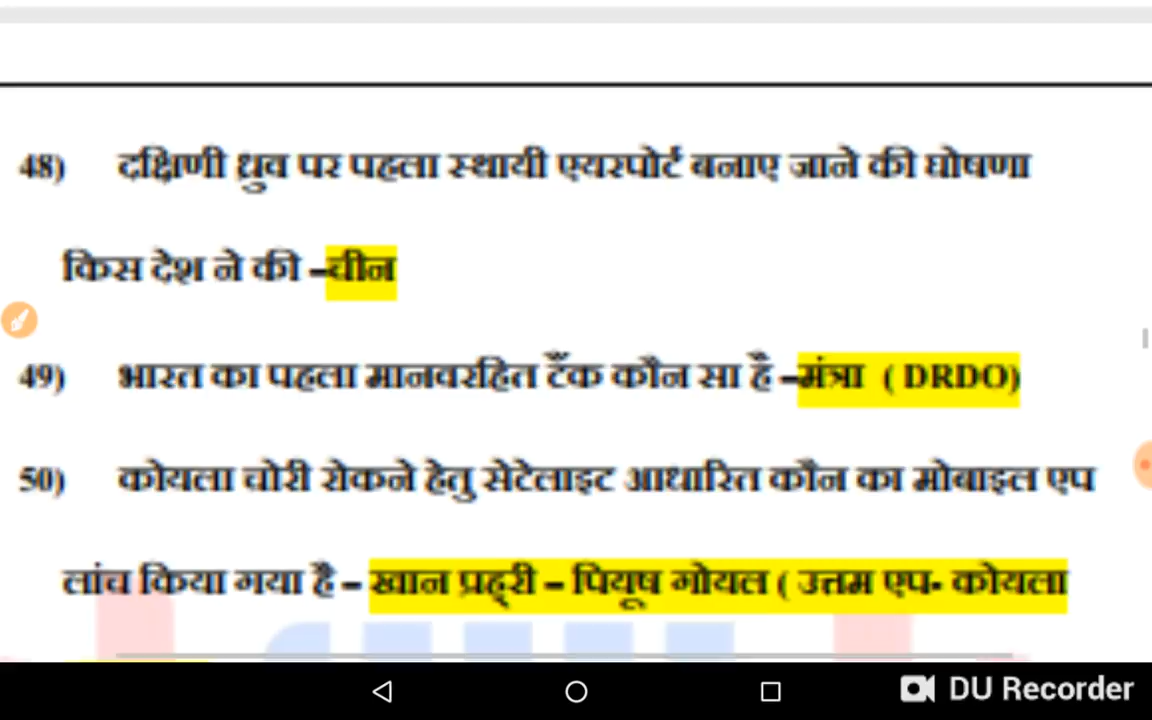 48) दक्षिणी ध्रुव पर पहला स्थायी एयरपोर्ट बनाए जाने की घोषणा
किस देश ने की –चीन
49) भारत का पहला मानवरहित टैंक कौन सा है –मंत्रा ( DRDO)
50) कोयला चोरी रोकने हेतु सेटेलाइट आधारित कौन का मोबाइल एप
लांच किया गया है – खान प्रह्री – पियूष गोयल ( उत्तम एप- कोयला
DU Recorder